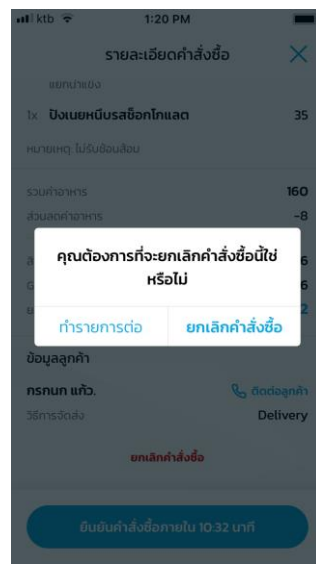 ktb 1:20 PM
รายละเอียดคำสั่งซื้อ
แยกน้ำแข็ง
1x ปังเนยหนึบรสช็อกโกแลต 35
หมายเหตุ ไม่รับช้อนส้อม
รวมค่าอาหาร 160
ส่วนลดค่าอาหาร -8
คุณต้องการที่จะยกเลิกคำสั่งซื้อนี้ใช่
หรือไม่
ทำรายการต่อ ยกเลิกคำสั่งซื้อ
ข้อมูลลูกค้า
กรกนก แก้ว. ติดต่อลูกค้า
วิธีการจัดส่ง Delivery
ยกเลิกคำสั่งซื้อ
ยืนยันคำสั่งซื้อภายใน 10:32 นาที